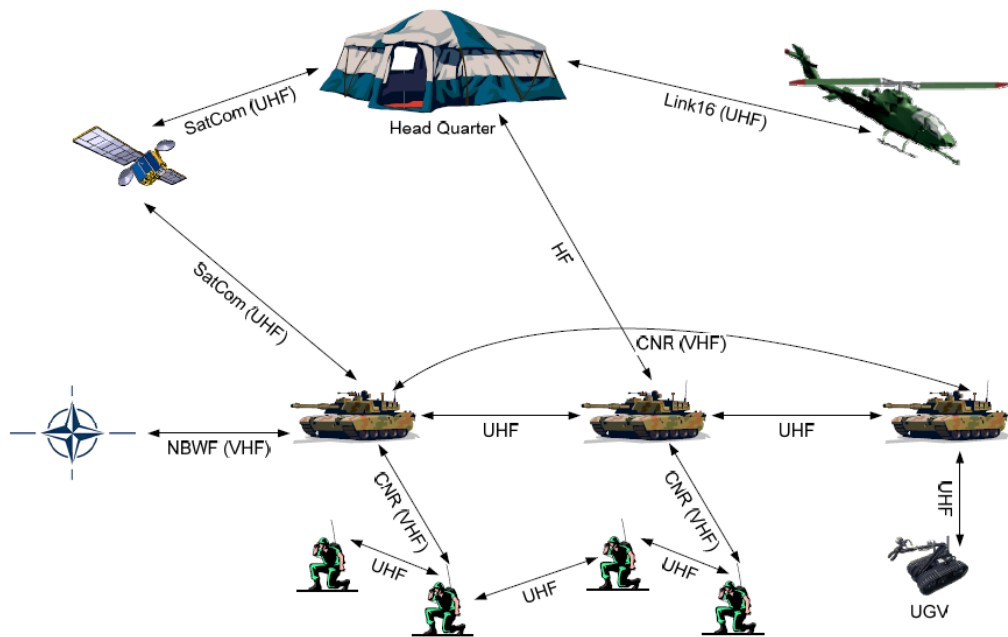 SatCom (UHF)
Head Quarter
Link16 (UHF)
HF
SatCom (UHF)
CNR (VHF)
NBWF (VHF)
UHF
UHF
CNR (VHF)
CNR (VHF)
UHF
UHF
UHF
UHF
UGV